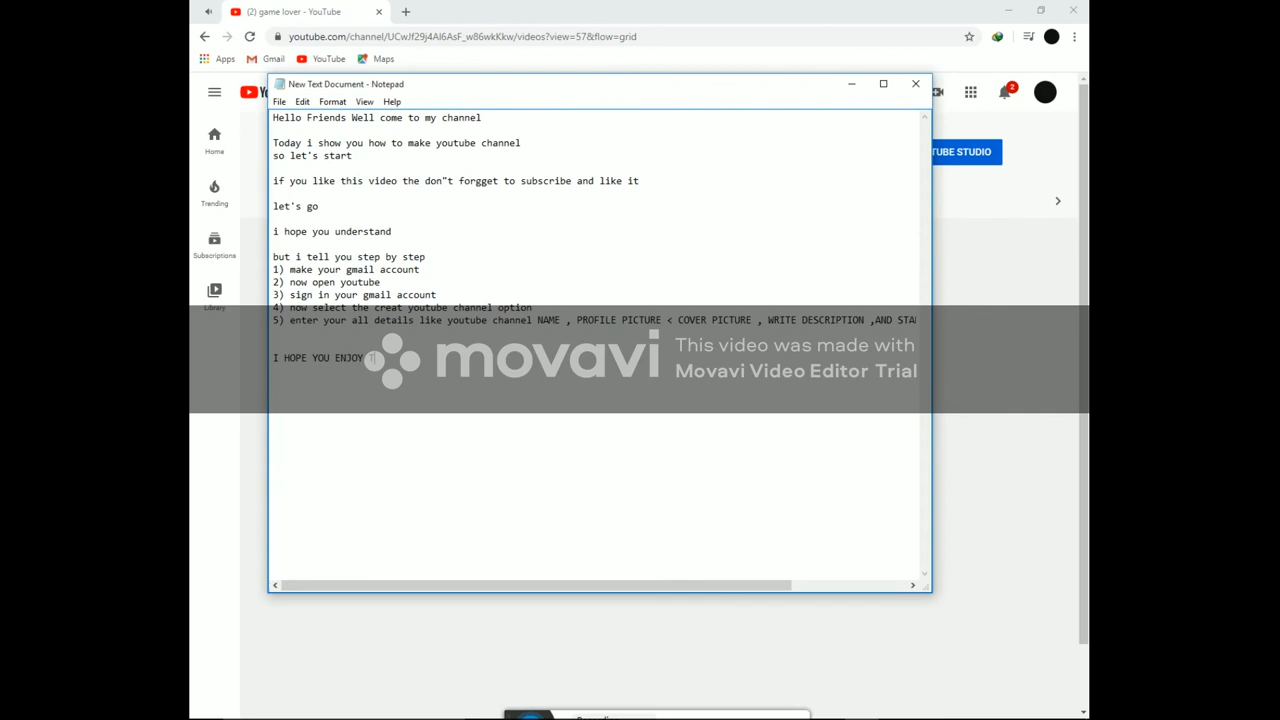 (2) game lover - YouTube
youtube.com/channel/UCwJf29j4Al6AsF_w86wkKkw/videos?view=57&flow=grid
Apps Gmail YouTube Maps
New Text Document - Notepad
File Edit Format View Help
2
Hello Friends Well come to my channel
Today i show you how to make youtube channel
so let's start
TUBE STUDIO
if you like this video the don"t forgget to subscribe and like it
let's go
i hope you understand
but i tell you step by step
1) make your gmail account
2) now open youtube
3) sign in your gmail account
4) now select the creat youtube channel option
5) enter your all details like youtube channel NAME , PROFILE PICTURE < COVER PICTURE , WRITE DESCRIPTION ,AND STAR
I HOPE YOU ENJOY T
Home
Trending
Subscriptions
Library
movavi
This video was made with
Movavi Video Editor Trial